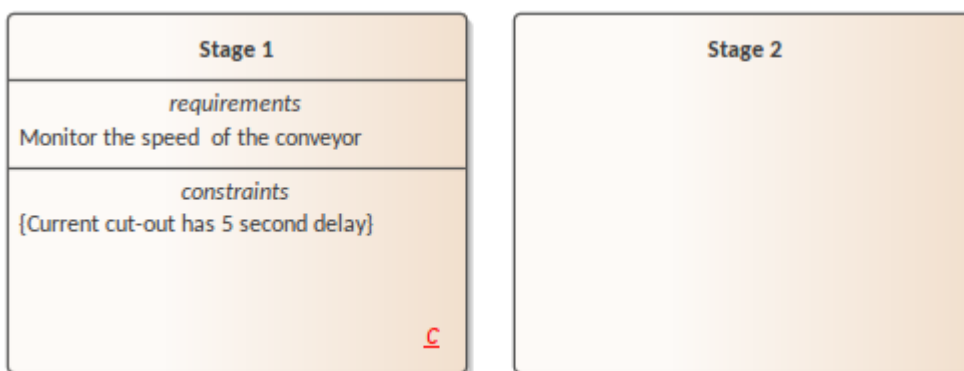 Stage 1
requirements
Monitor the speed  of the conveyor
constraints
{Current cut-out has 5 second delay}
C
Stage 2